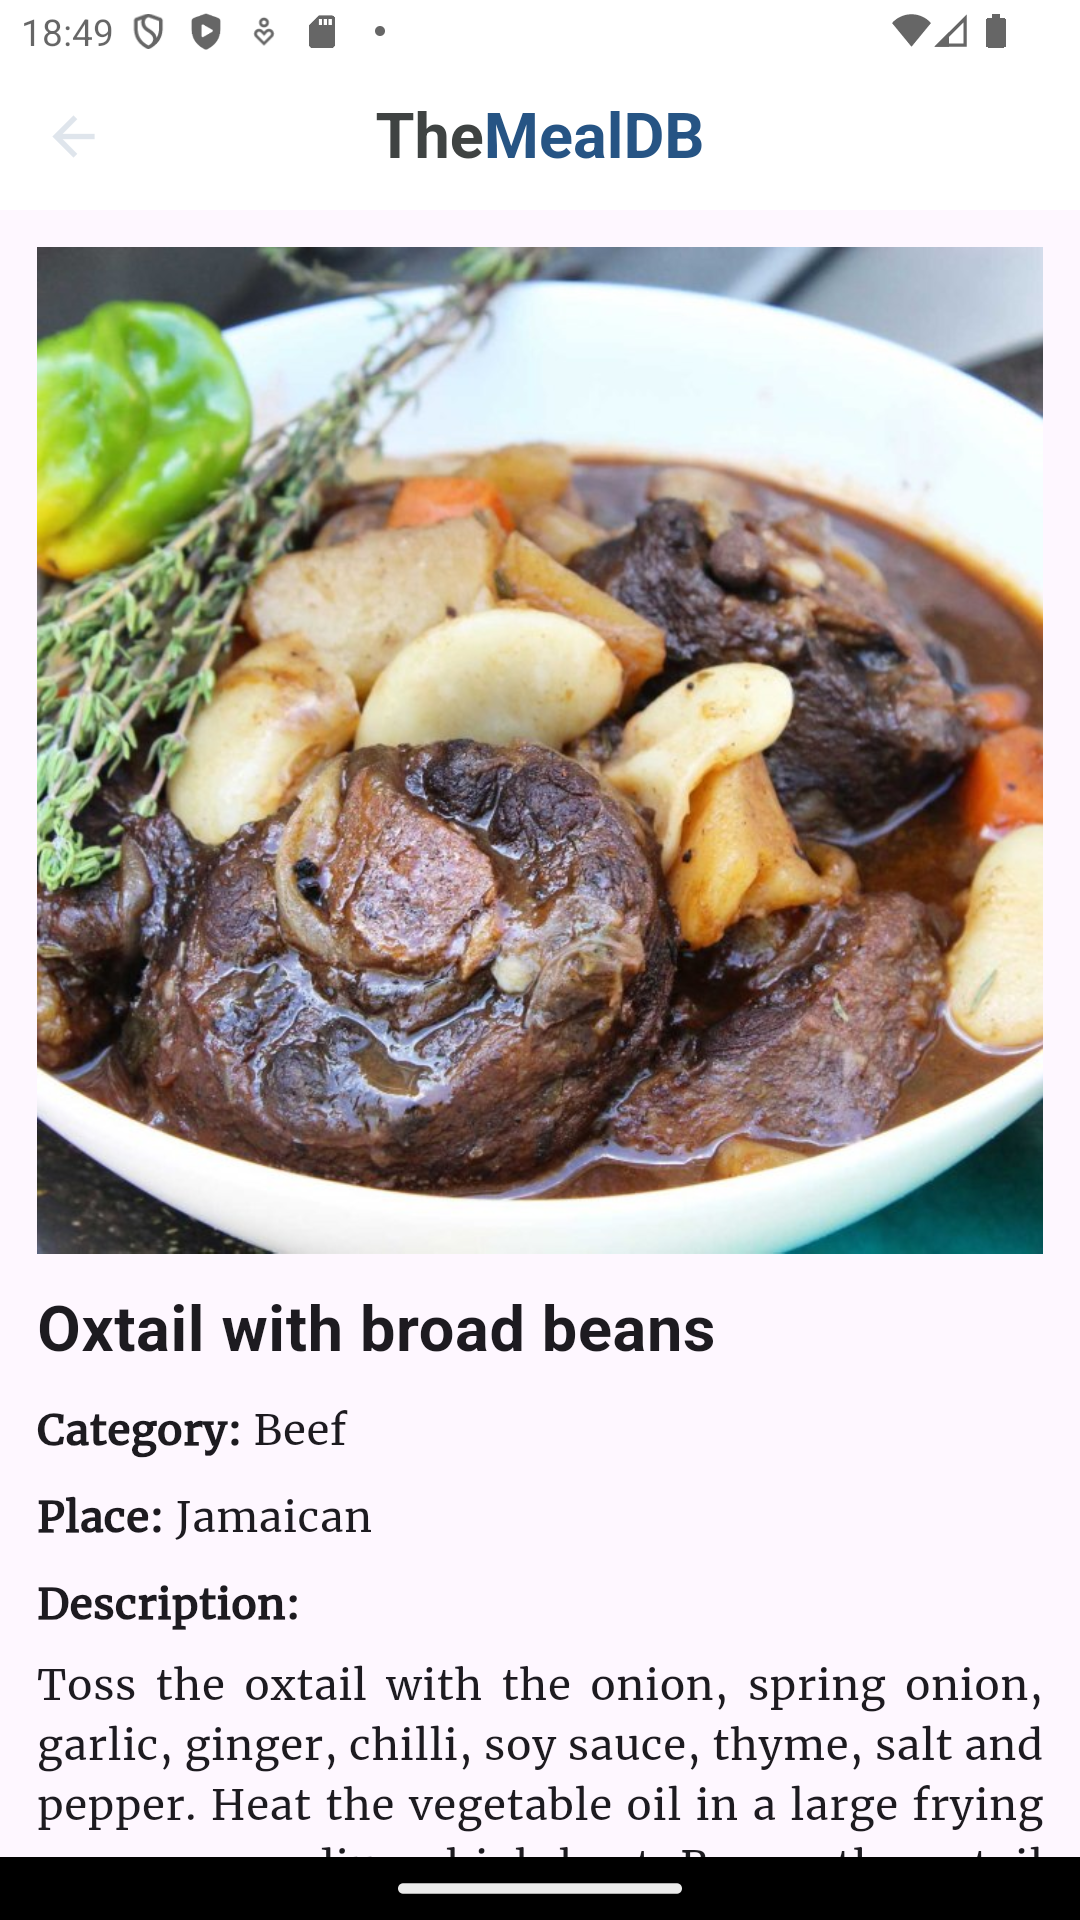 18:49
TheMealDB
Oxtail with broad beans
Category: Beef
Place: Jamaican
Description:
Toss the oxtail with the onion, spring onion,
garlic, ginger, chilli, soy sauce, thyme, salt and
pepper. Heat the vegetable oil in a large frying